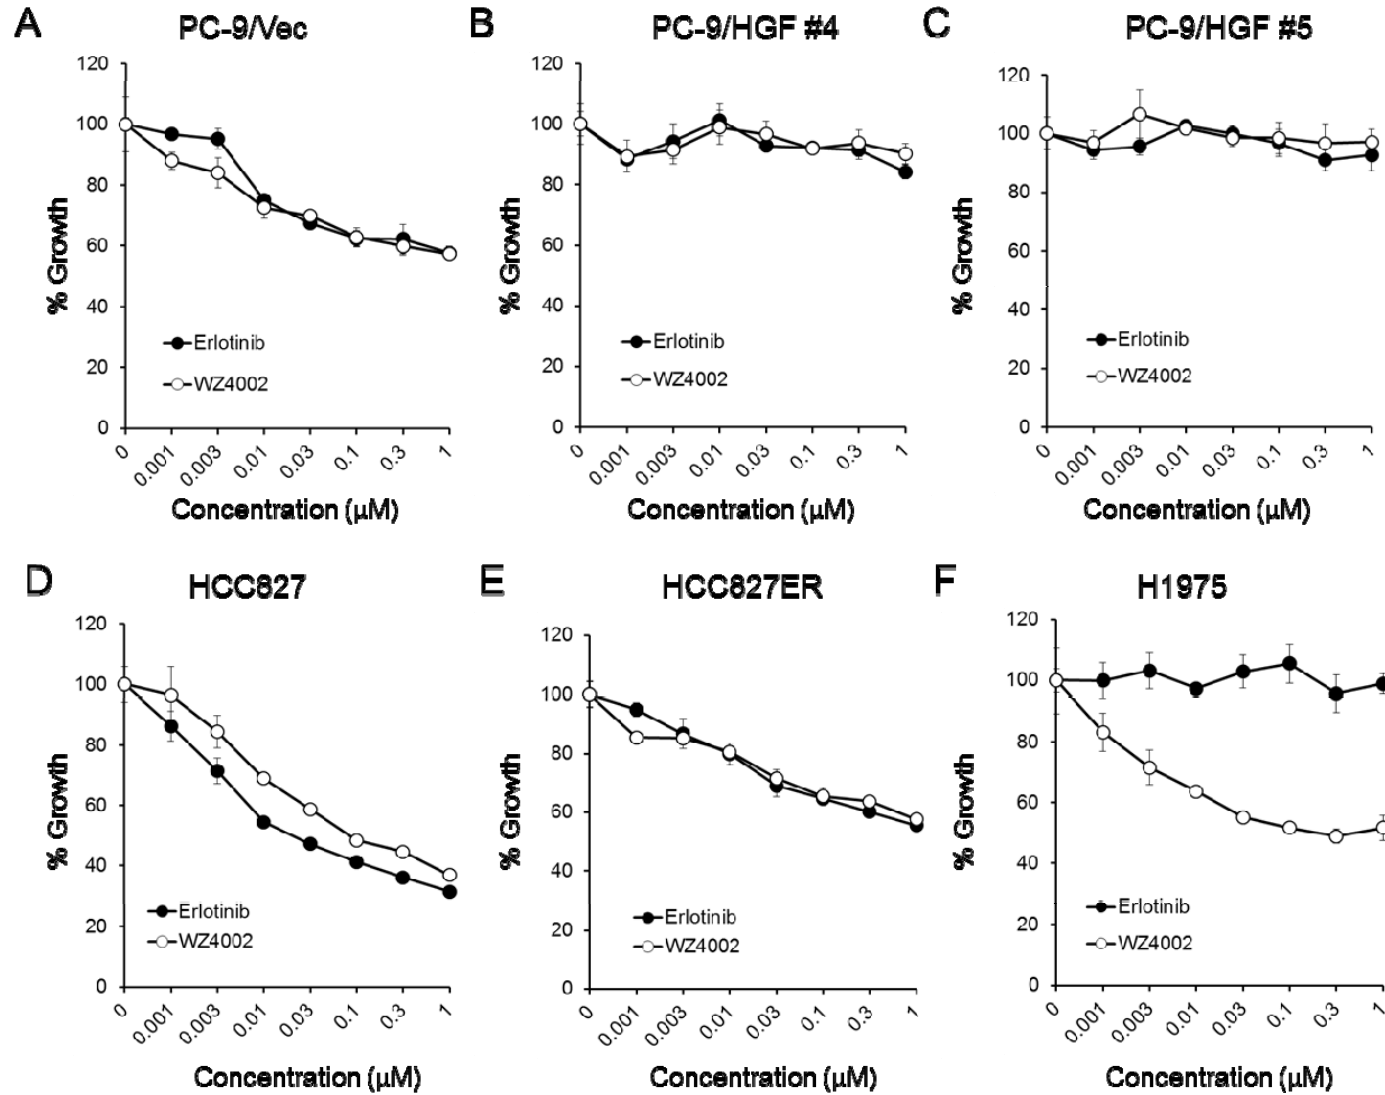 A PC-9/Vec
120
100
80
60
40
20
0
% Growth
Erlotinib
WZ4002
0 0.001 0.003 0.01 0.03 0.1 0.3 1
Concentration (µM)
B PC-9/HGF #4
120
100
80
60
40
20
0
% Growth
Erlotinib
WZ4002
0 0.001 0.003 0.01 0.03 0.1 0.3 1
Concentration (µM)
C PC-9/HGF #5
120
100
80
60
40
20
0
% Growth
Erlotinib
WZ4002
0 0.001 0.003 0.01 0.03 0.1 0.3 1
Concentration (µM)
D HCC827
120
100
80
60
40
20
0
% Growth
Erlotinib
WZ4002
0 0.001 0.003 0.01 0.03 0.1 0.3 1
Concentration (µM)
E HCC827ER
120
100
80
60
40
20
0
% Growth
Erlotinib
WZ4002
0 0.001 0.003 0.01 0.03 0.1 0.3 1
Concentration (µM)
F H1975
120
100
80
60
40
20
0
% Growth
Erlotinib
WZ4002
0 0.001 0.003 0.01 0.03 0.1 0.3 1
Concentration (µM)